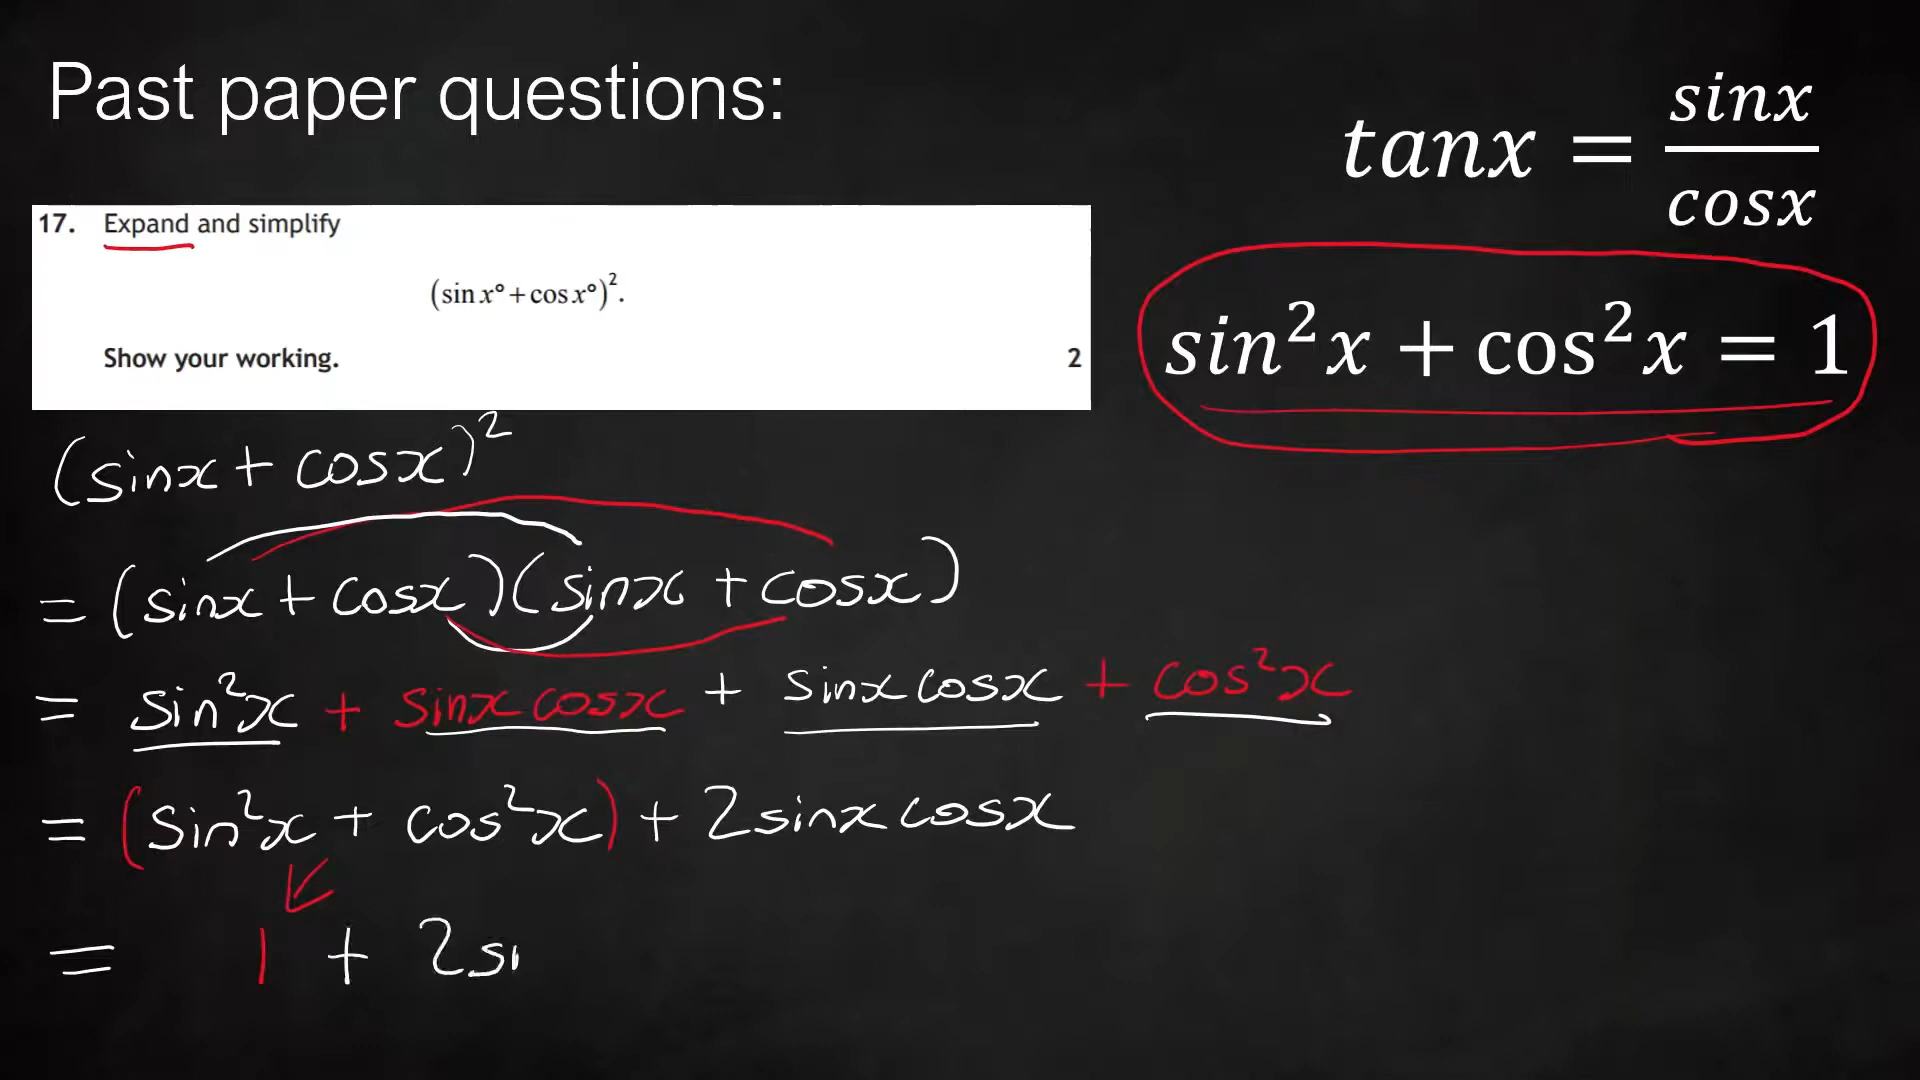 Past paper questions:
tanx = sinx/cosx
17. Expand and simplify
(sin x° + cos x°)².
Show your working. 2
sin²x + cos²x = 1
(sinx + cosx)²
= (sinx + cosx)(sinx + cosx)
= sin²x + sinx cosx + sinx cosx + cos²x
= (sin²x + cos²x) + 2sinx cosx
= 1 + 2si